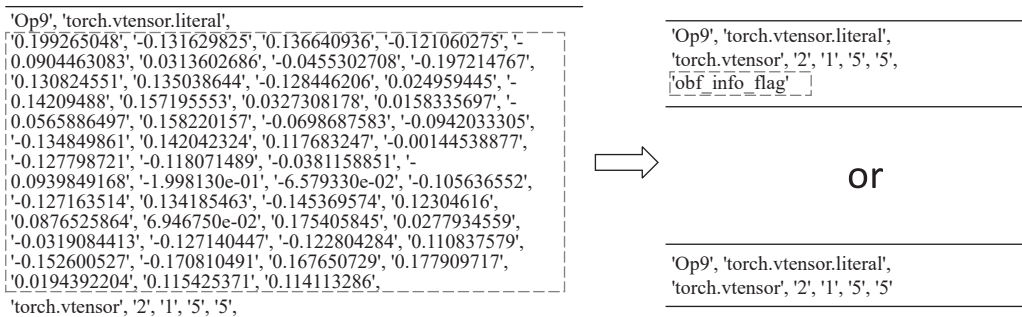 'Op9', 'torch.vtensor.literal',
'0.199265048', '-0.131629825', '0.136640936', '-0.121060275', '-
0.0904463083', '0.0313602686', '-0.0455302708', '-0.197214767',
'0.130824551', '0.135038644', '-0.128446206', '0.024959445', '-
0.14209488', '0.157195553', '0.0327308178', '0.0158335697', '-
0.0565886497', '0.158220157', '-0.0698687583', '-0.0942033305',
'-0.134849861', '0.142042324', '0.117683247', '-0.00144538877',
'-0.127798721', '-0.118071489', '-0.0381158851', '-
0.0939849168', '-1.998130e-01', '-6.579330e-02', '-0.105636552',
'-0.127163514', '0.134185463', '-0.145369574', '0.12304616',
'0.0876525864', '6.946750e-02', '0.175405845', '0.0277934559',
'-0.0319084413', '-0.127140447', '-0.122804284', '0.110837579',
'-0.152600527', '-0.170810491', '0.167650729', '0.177909717',
'0.0194392204', '0.115425371', '0.114113286',
'torch.vtensor', '2', '1', '5', '5',
'Op9', 'torch.vtensor.literal',
'torch.vtensor', '2', '1', '5', '5',
'obf_info_flag'
or
'Op9', 'torch.vtensor.literal',
'torch.vtensor', '2', '1', '5', '5'